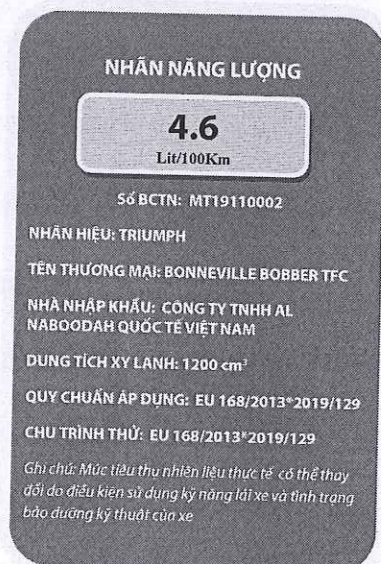 NHÃN NĂNG LƯỢNG
4.6
Lit/100Km
Số BCTN: MT19110002
NHÃN HIỆU: TRIUMPH
TÊN THƯƠNG MẠI: BONNEVILLE BOBBER TFC
NHÀ NHẬP KHẨU: CÔNG TY TNHH AL
NABOODAH QUỐC TẾ VIỆT NAM
DUNG TÍCH XY LANH: 1200 cm³
QUY CHUẨN ÁP DỤNG: EU 168/2013*2019/129
CHU TRÌNH THỬ: EU 168/2013*2019/129
Ghi chú: Mức tiêu thụ nhiên liệu thực tế có thể thay
đổi do điều kiện sử dụng kỹ năng lái xe và tình trạng
bảo dưỡng kỹ thuật của xe